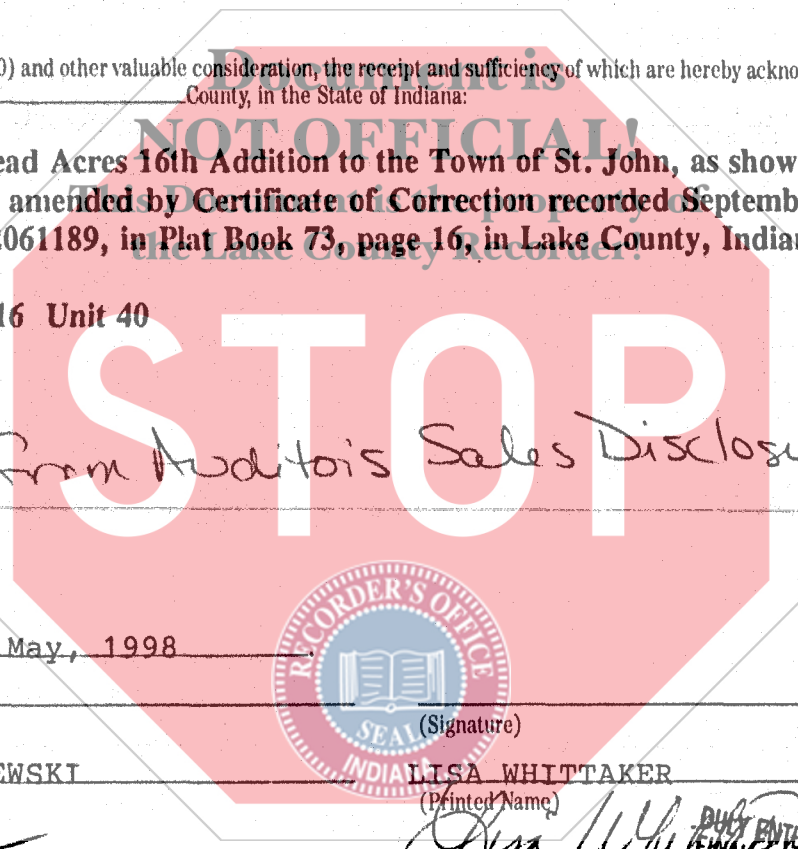 Document is
0) and other valuable consideration, the receipt and sufficiency of which are hereby ackno
County, in the State of Indiana:
NOT OFFICIAL!
ead Acres 16th Addition to the Town of St. John, as show
This Document is the property of
amended by Certificate of Correction recorded Septemb
061189, in Plat Book 73, page 16, in Lake County, Indian
the Lake County Recorder!
16 Unit 40
STOP
From Auditois Sales Disclosu
RECORDER'S OFFICE
May, 1998
SEAL
(Signature)
INDIANA
EWSKI LISA WHITTAKER
(Printed Name)
Lisa
DULY ENTE